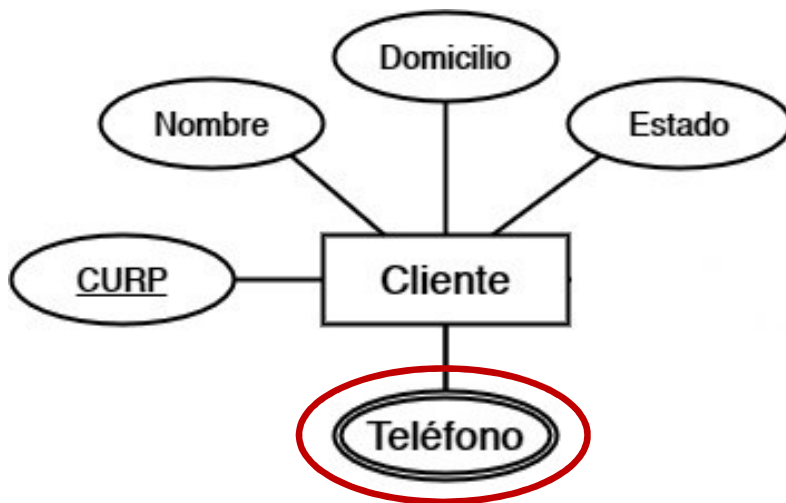 Domicilio
Nombre
Estado
CURP
Cliente
Teléfono